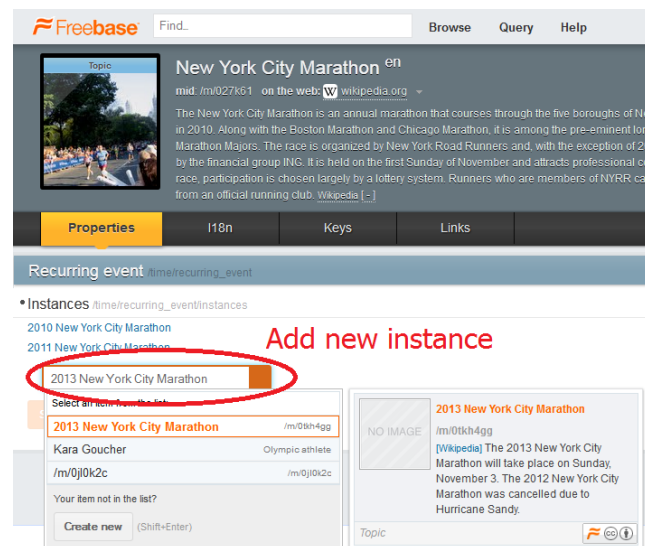 Freebase
Find_
Browse Query Help
Topic
New York City Marathon en
mid: /m/027k61 on the web: W wikipedia.org
The New York City Marathon is an annual marathon that courses through the five boroughs of N
in 2010. Along with the Boston Marathon and Chicago Marathon, it is among the pre-eminent lon
Marathon Majors. The race is organized by New York Road Runners and, with the exception of 2
by the financial group ING. It is held on the first Sunday of November and attracts professional c
race, participation is chosen largely by a lottery system. Runners who are members of NYRR ca
from an official running club. Wikipedia [ - ]
Properties I18n Keys Links
Recurring event /time/recurring_event
• Instances /time/recurring_event/instances
2010 New York City Marathon
2011 New York City Marathon
Add new instance
2013 New York City Marathon
Select an item from the list:
2013 New York City Marathon /m/0tkh4gg
Kara Goucher Olympic athlete
/m/0jl0k2c /m/0jl0k2c
Your item not in the list?
Create new (Shift+Enter)
NO IMAGE
2013 New York City Marathon
/m/0tkh4gg
[Wikipedia] The 2013 New York City
Marathon will take place on Sunday,
November 3. The 2012 New York City
Marathon was cancelled due to
Hurricane Sandy.
Topic
cc